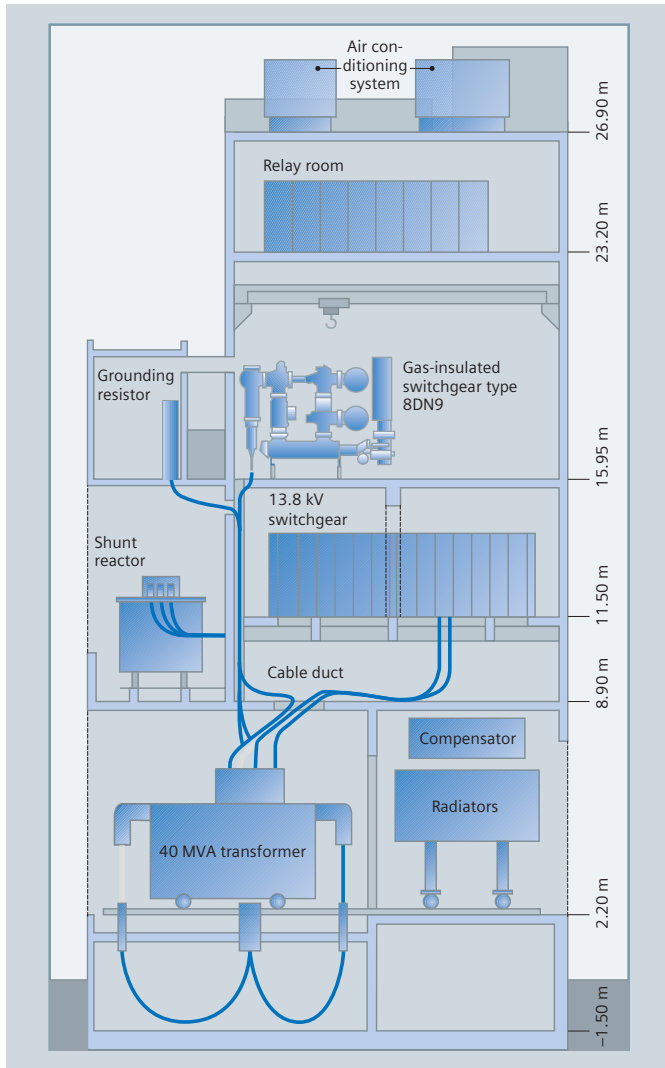 Air con-
ditioning
system
26.90 m
Relay room
23.20 m
Grounding
resistor
Gas-insulated
switchgear type
8DN9
15.95 m
13.8 kV
switchgear
Shunt
reactor
11.50 m
Cable duct
8.90 m
Compensator
Radiators
40 MVA transformer
2.20 m
–1.50 m